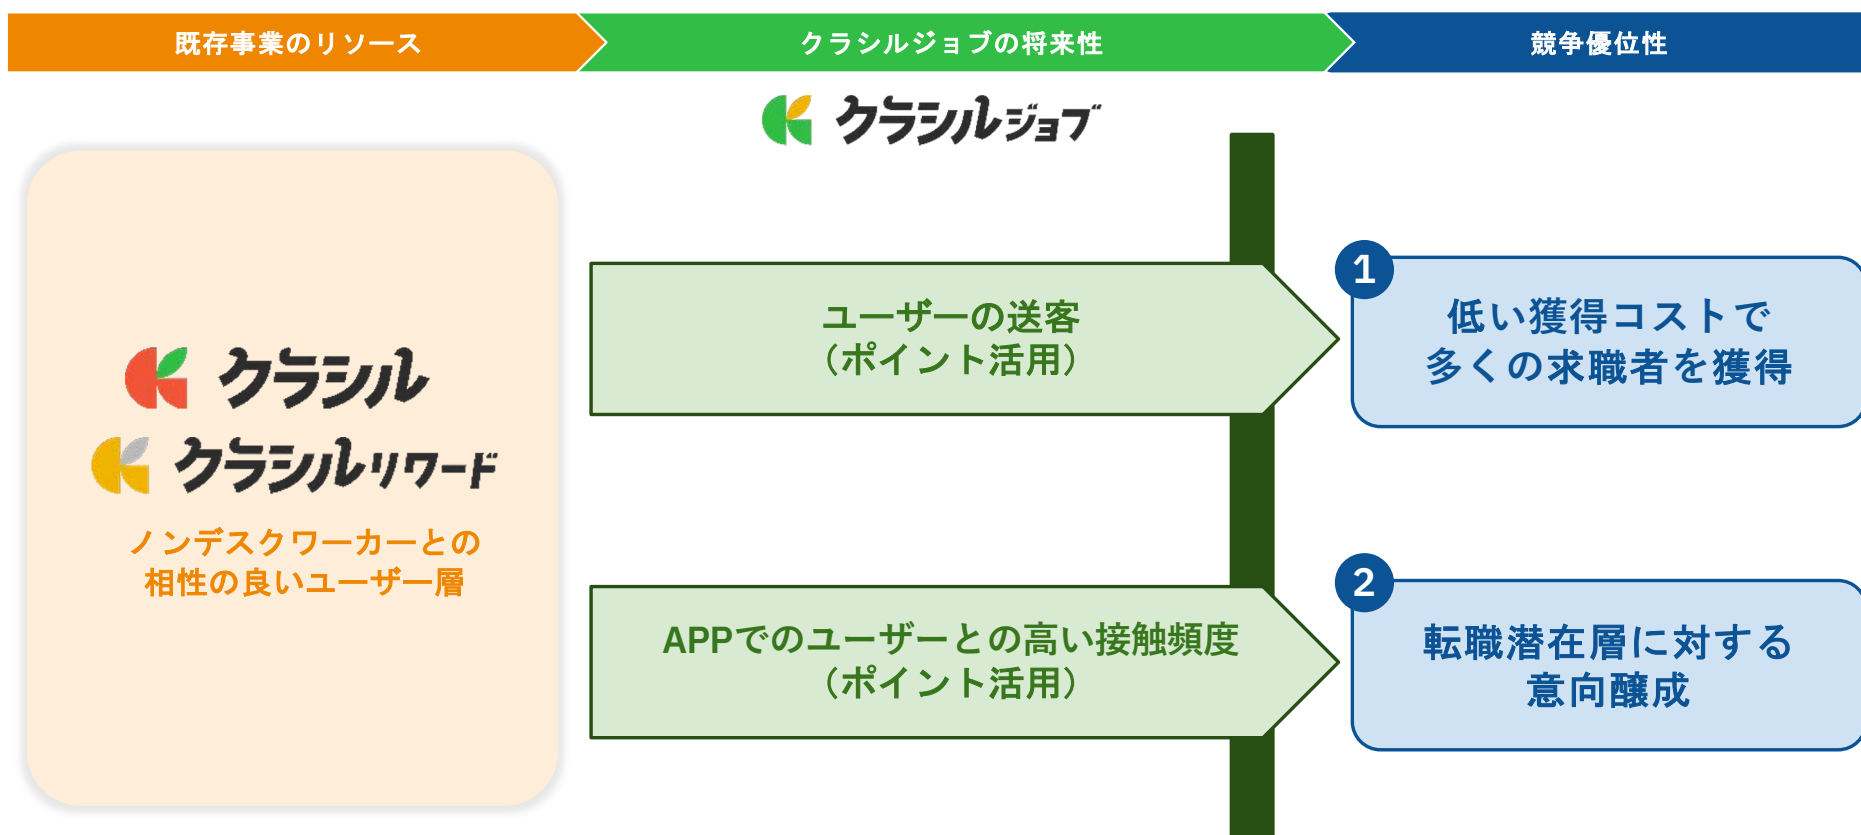 既存事業のリソース
クラシルジョブの将来性
競争優位性
クラシルジョブ
クラシル
クラシルリワード
ノンデスクワーカーとの
相性の良いユーザー層
ユーザーの送客
（ポイント活用）
APPでのユーザーとの高い接触頻度
（ポイント活用）
1
低い獲得コストで
多くの求職者を獲得
2
転職潜在層に対する
意向醸成